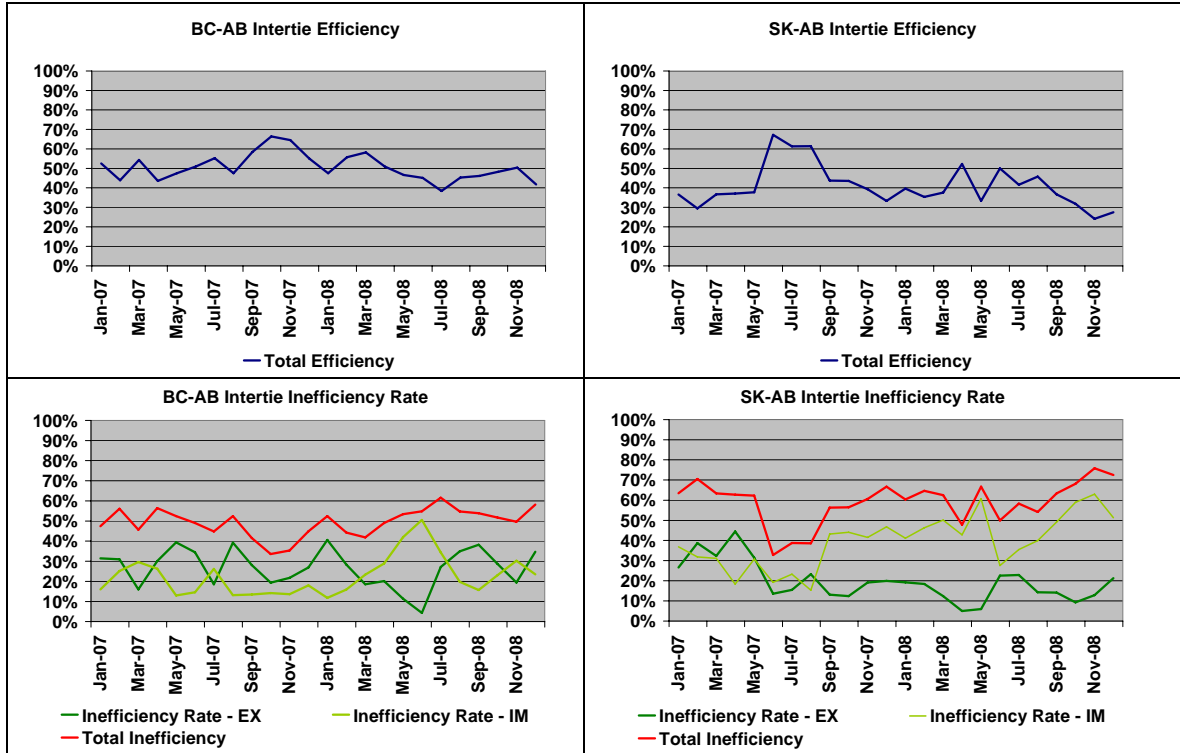 BC-AB Intertie Efficiency
100%
90%
80%
70%
60%
50%
40%
30%
20%
10%
0%
Jan-07
Mar-07
May-07
Jul-07
Sep-07
Nov-07
Jan-08
Mar-08
May-08
Jul-08
Sep-08
Nov-08
Total Efficiency
SK-AB Intertie Efficiency
100%
90%
80%
70%
60%
50%
40%
30%
20%
10%
0%
Jan-07
Mar-07
May-07
Jul-07
Sep-07
Nov-07
Jan-08
Mar-08
May-08
Jul-08
Sep-08
Nov-08
Total Efficiency
BC-AB Intertie Inefficiency Rate
100%
90%
80%
70%
60%
50%
40%
30%
20%
10%
0%
Jan-07
Mar-07
May-07
Jul-07
Sep-07
Nov-07
Jan-08
Mar-08
May-08
Jul-08
Sep-08
Nov-08
Inefficiency Rate - EX
Inefficiency Rate - IM
Total Inefficiency
SK-AB Intertie Inefficiency Rate
100%
90%
80%
70%
60%
50%
40%
30%
20%
10%
0%
Jan-07
Mar-07
May-07
Jul-07
Sep-07
Nov-07
Jan-08
Mar-08
May-08
Jul-08
Sep-08
Nov-08
Inefficiency Rate - EX
Inefficiency Rate - IM
Total Inefficiency